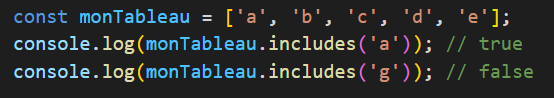 const monTableau = ['a', 'b', 'c', 'd', 'e'];
console.log(monTableau.includes('a')); // true
console.log(monTableau.includes('g')); // false